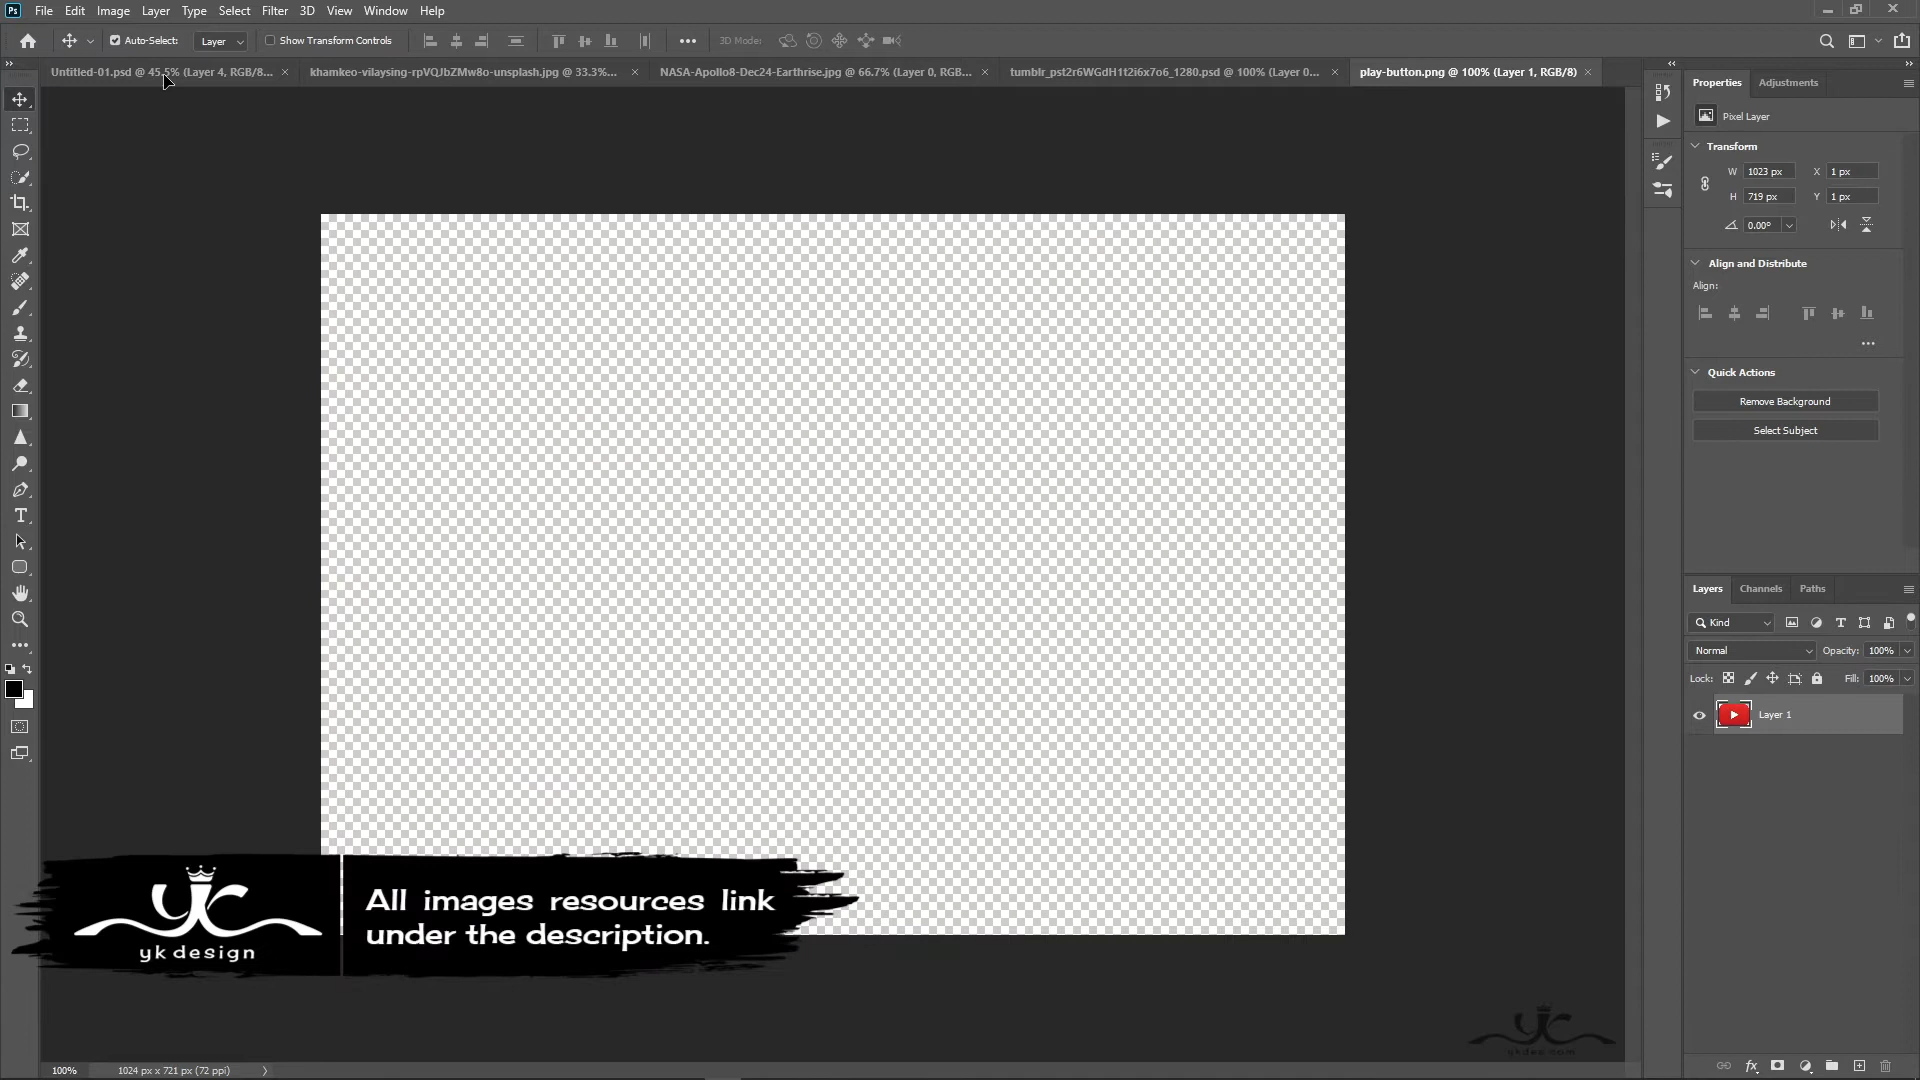 Ps File Edit Image Layer Type Select Filter 3D View Window Help
Auto-Select: Layer Show Transform Controls 3D Mode:
Untitled-01.psd @ 45.5% (Layer 4, RGB/8... khamkeo-vilaysing-rpVQJbZMw8o-unsplash.jpg @ 33.3%... NASA-Apollo8-Dec24-Earthrise.jpg @ 66.7% (Layer 0, RGB... tumblr_pst2r6WGdH1t2i6x7o6_1280.psd @ 100% (Layer 0... play-button.png @ 100% (Layer 1, RGB/8)
Properties Adjustments
Pixel Layer
Transform
W 1023 px X 1 px
H 719 px Y 1 px
0.00°
Align and Distribute
Align:
Quick Actions
Remove Background
Select Subject
Layers Channels Paths
Kind
Normal Opacity: 100%
Lock: Fill: 100%
Layer 1
yk design
All images resources link
under the description.
100% 1024 px x 721 px (72 ppi)